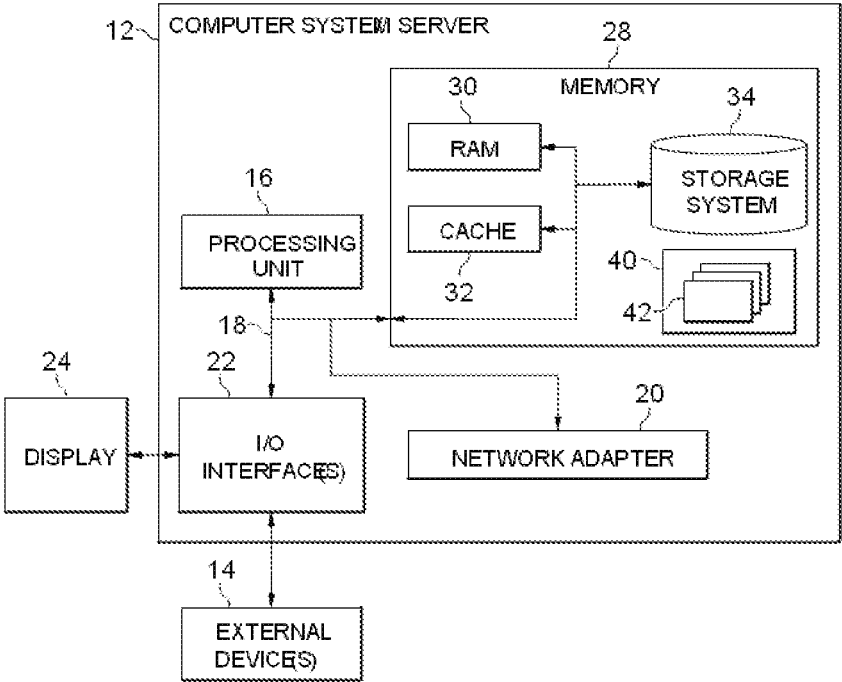 12
COMPUTER SYSTEM SERVER
28
MEMORY
30
RAM
34
STORAGE
SYSTEM
16
PROCESSING
UNIT
CACHE
32
40
42
18
24
DISPLAY
22
I/O
INTERFACE(S)
20
NETWORK ADAPTER
14
EXTERNAL
DEVICE(S)